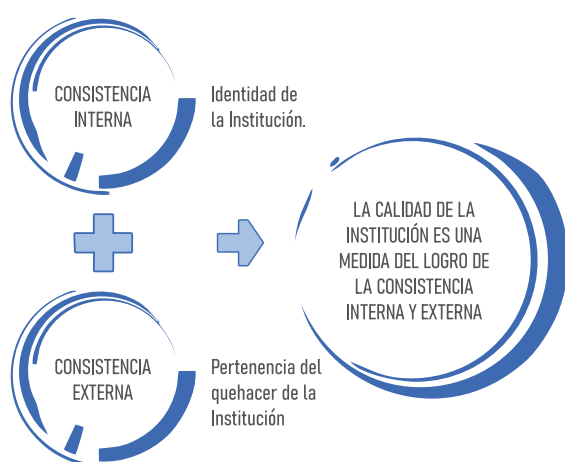 CONSISTENCIA
INTERNA
Identidad de
la Institución.
CONSISTENCIA
EXTERNA
Pertenencia del
quehacer de la
Institución
LA CALIDAD DE LA
INSTITUCIÓN ES UNA
MEDIDA DEL LOGRO DE
LA CONSISTENCIA
INTERNA Y EXTERNA